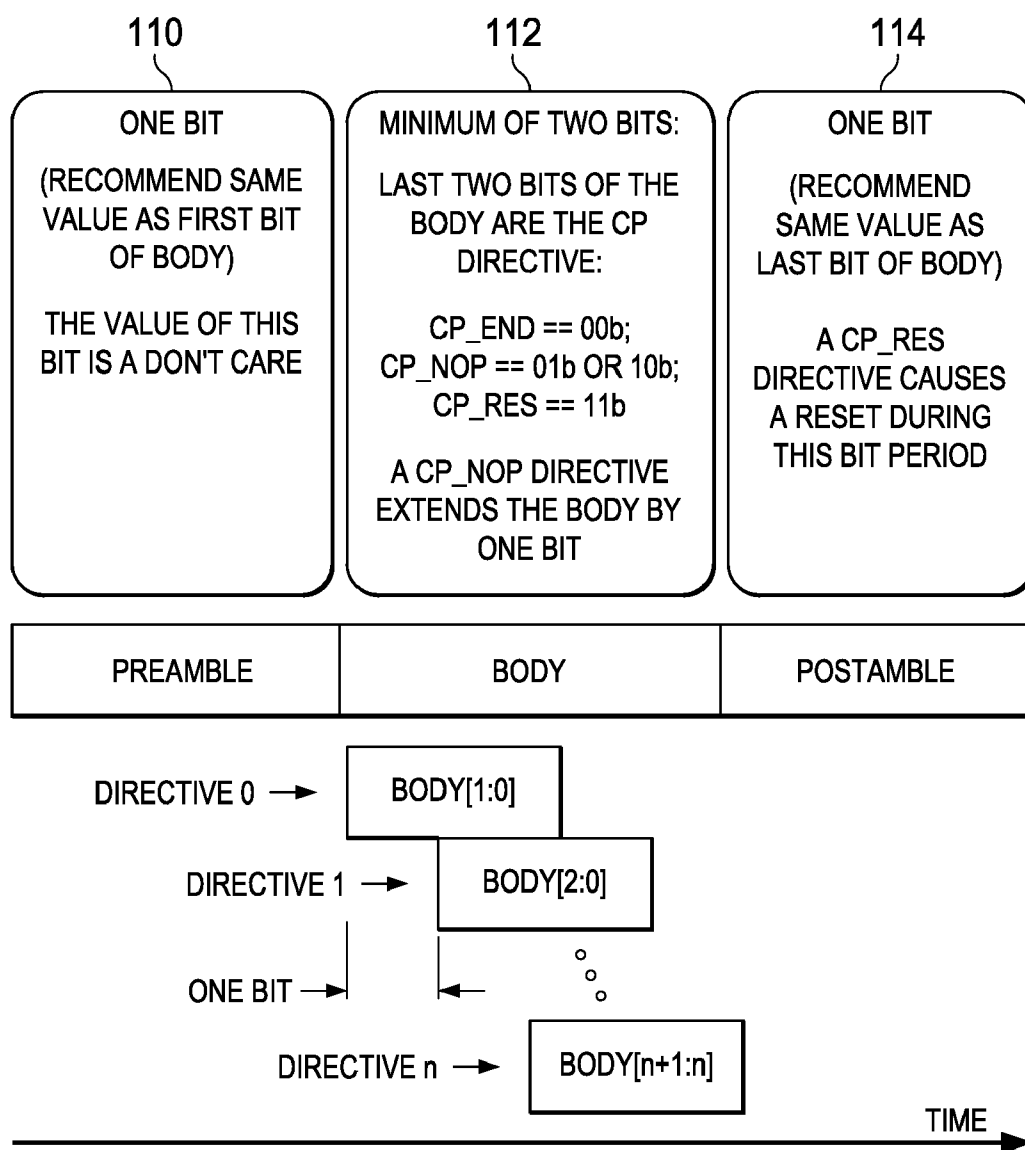 110
ONE BIT
(RECOMMEND SAME
VALUE AS FIRST BIT
OF BODY)
THE VALUE OF THIS
BIT IS A DON'T CARE
112
MINIMUM OF TWO BITS:
LAST TWO BITS OF THE
BODY ARE THE CP
DIRECTIVE:
CP_END == 00b;
CP_NOP == 01b OR 10b;
CP_RES == 11b
A CP_NOP DIRECTIVE
EXTENDS THE BODY BY
ONE BIT
114
ONE BIT
(RECOMMEND
SAME VALUE AS
LAST BIT OF BODY)
A CP_RES
DIRECTIVE CAUSES
A RESET DURING
THIS BIT PERIOD
PREAMBLE
BODY
POSTAMBLE
DIRECTIVE 0
BODY[1:0]
DIRECTIVE 1
BODY[2:0]
ONE BIT
DIRECTIVE n
BODY[n+1:n]
TIME